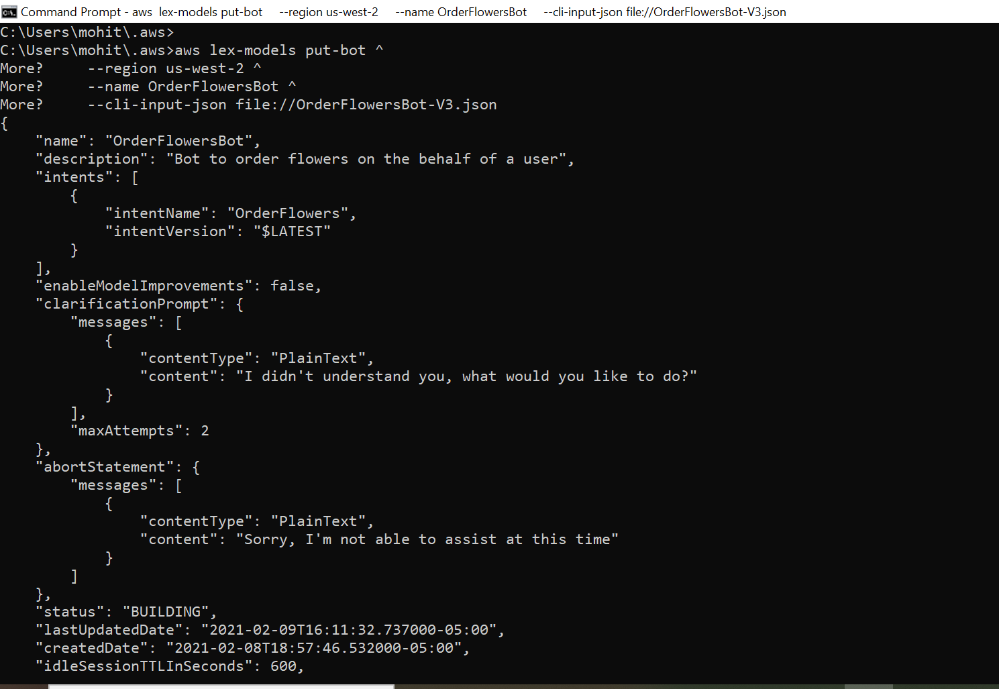 Command Prompt - aws  lex-models put-bot     --region us-west-2     --name OrderFlowersBot     --cli-input-json file://OrderFlowersBot-V3.json
C:\Users\mohit\.aws>
C:\Users\mohit\.aws>aws lex-models put-bot ^
More?     --region us-west-2 ^
More?     --name OrderFlowersBot ^
More?     --cli-input-json file://OrderFlowersBot-V3.json
{
    "name": "OrderFlowersBot",
    "description": "Bot to order flowers on the behalf of a user",
    "intents": [
        {
            "intentName": "OrderFlowers",
            "intentVersion": "$LATEST"
        }
    ],
    "enableModelImprovements": false,
    "clarificationPrompt": {
        "messages": [
            {
                "contentType": "PlainText",
                "content": "I didn't understand you, what would you like to do?"
            }
        ],
        "maxAttempts": 2
    },
    "abortStatement": {
        "messages": [
            {
                "contentType": "PlainText",
                "content": "Sorry, I'm not able to assist at this time"
            }
        ]
    },
    "status": "BUILDING",
    "lastUpdatedDate": "2021-02-09T16:11:32.737000-05:00",
    "createdDate": "2021-02-08T18:57:46.532000-05:00",
    "idleSessionTTLInSeconds": 600,